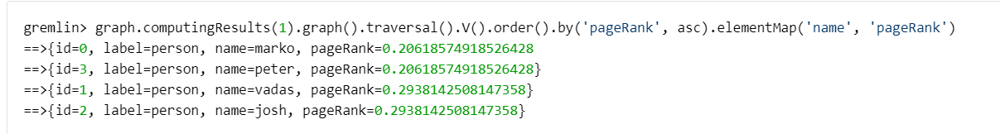 gremlin> graph.computingResults(1).graph().traversal().V().order().by('pageRank', asc).elementMap('name', 'pageRank')
==>{id=0, label=person, name=marko, pageRank=0.20618574918526428
==>{id=3, label=person, name=peter, pageRank=0.20618574918526428}
==>{id=1, label=person, name=vadas, pageRank=0.2938142508147358}
==>{id=2, label=person, name=josh, pageRank=0.2938142508147358}